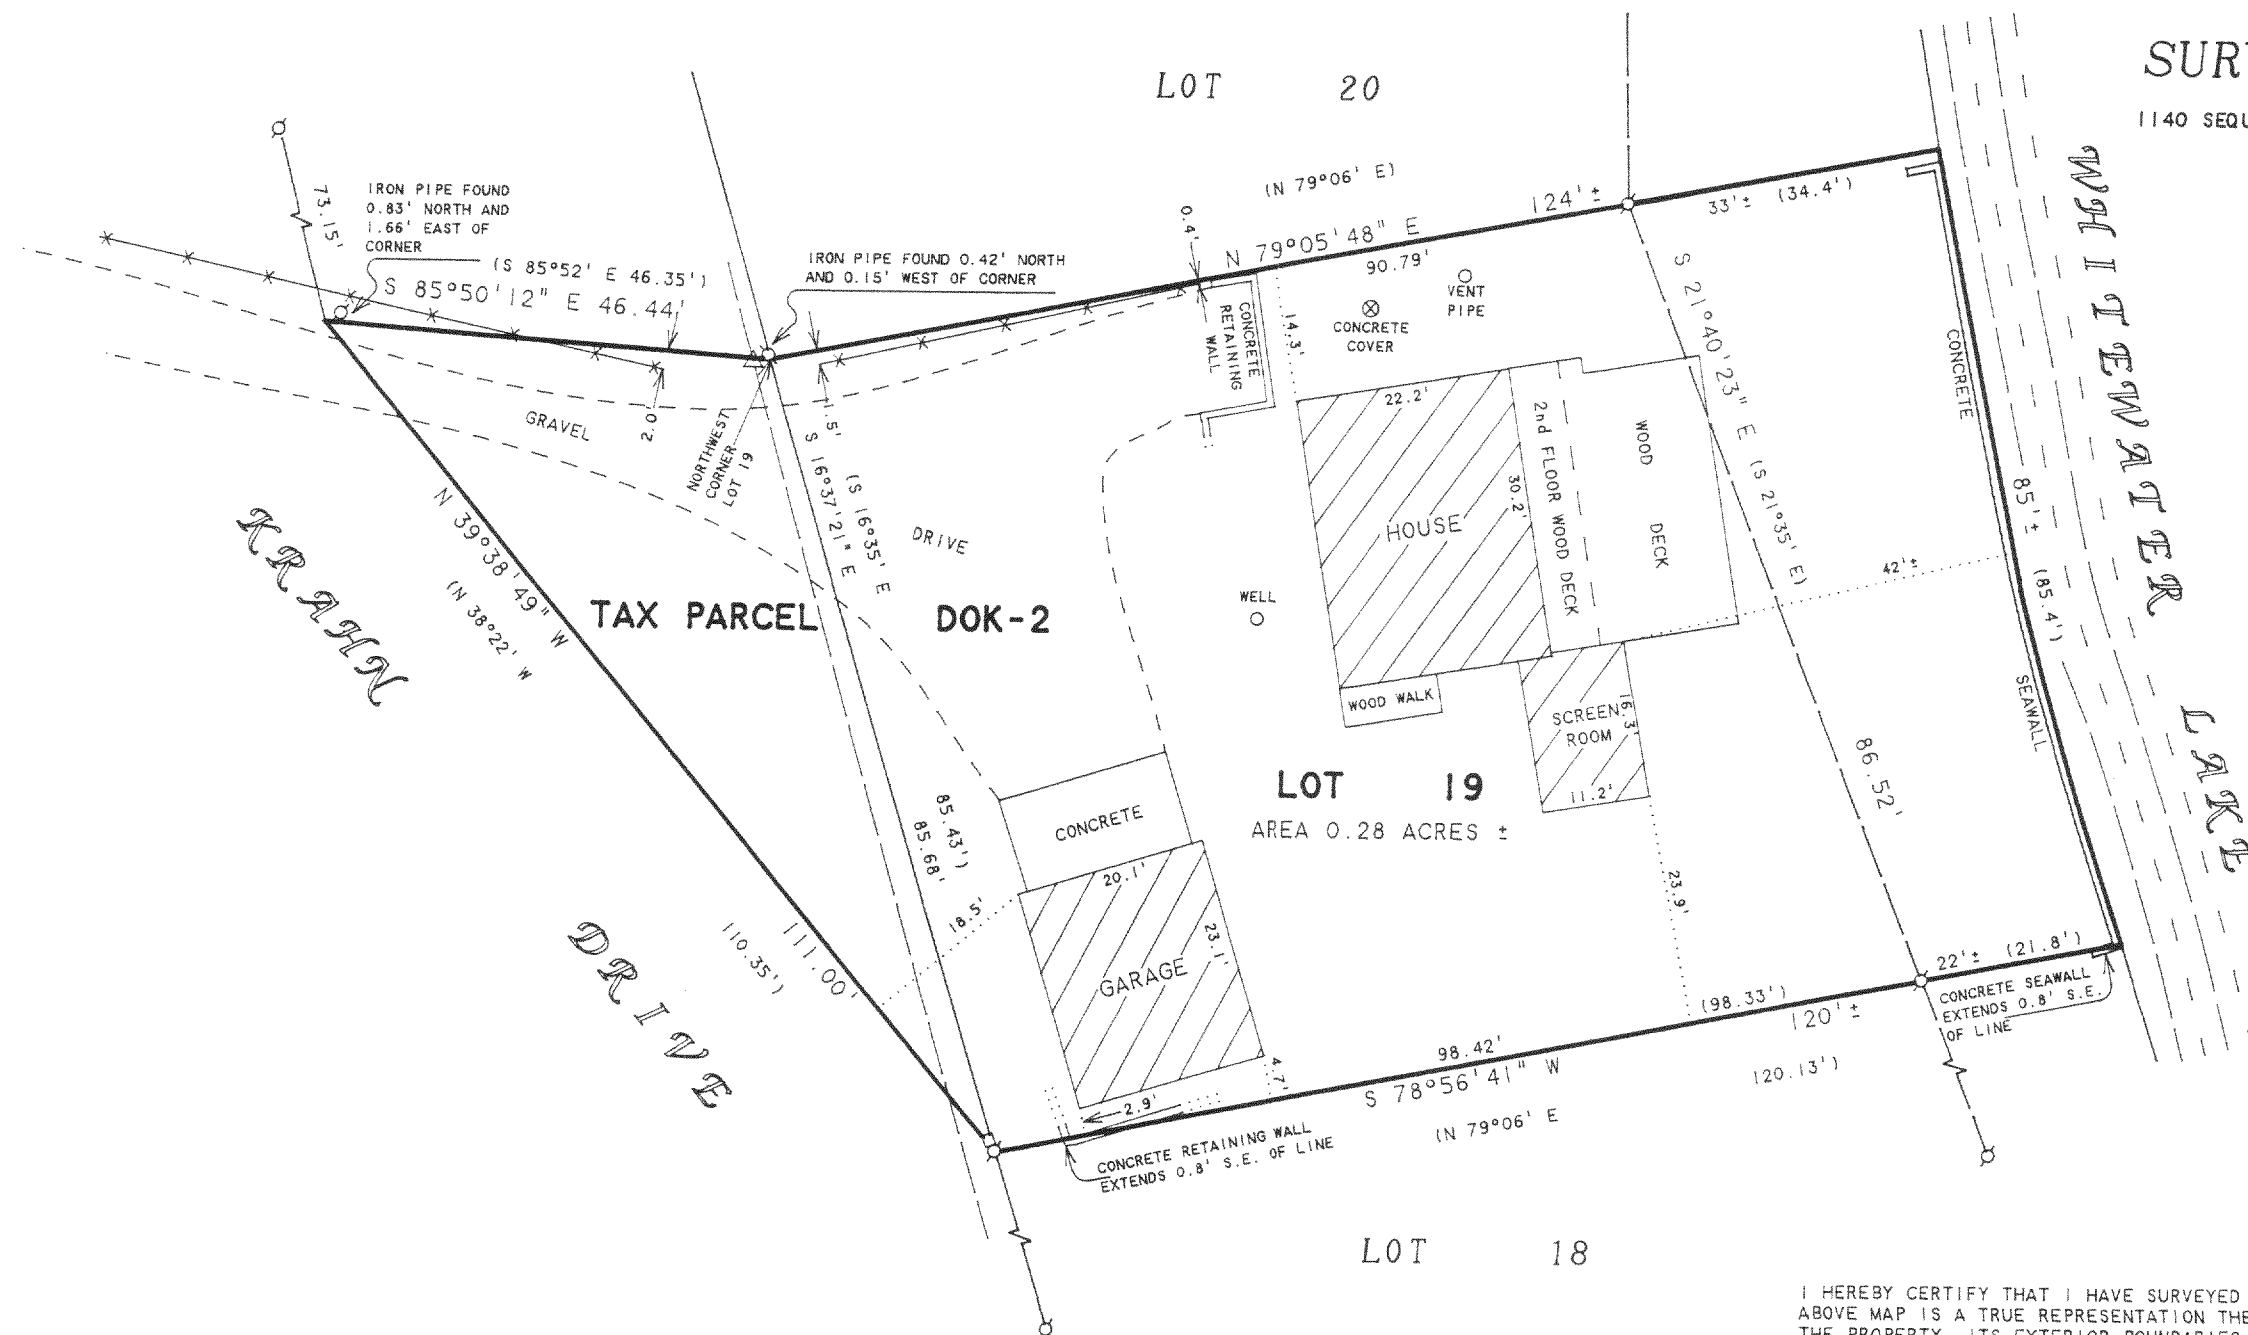 LOT 20
SUR
1140 SEQU
WHITEWATER
LAKE
(N 79°06' E)
124'±
33'± (34.4')
73.15'
IRON PIPE FOUND
0.83' NORTH AND
1.66' EAST OF
CORNER
(S 85°52' E 46.35')
S 85°50'12" E 46.44'
IRON PIPE FOUND 0.42' NORTH
AND 0.15' WEST OF CORNER
0.4'
N 79°05'48" E
90.79'
VENT
PIPE
CONCRETE
COVER
CONCRETE
RETAINING
WALL
14.3'
S 21°40'23" E (S 21°35' E)
CONCRETE
85'± (85.4')
SEAWALL
GRAVEL
2.0'
NORTHWEST
CORNER
LOT 19
1.5'
(S 16°35' E
S 16°37'21" E
DRIVE
22.2'
HOUSE
30.2'
2nd FLOOR WOOD DECK
WOOD
DECK
42'±
KRAHN
DRIVE
N 39°38'49" W
(N 38°22' W
TAX PARCEL DOK-2
WELL
WOOD WALK
SCREEN
ROOM
16.3'
11.2'
LOT 19
AREA 0.28 ACRES ±
86.52'
85.43')
85.68'
CONCRETE
20.1'
18.5'
GARAGE
23.1'
23.9'
111.00'
110.35')
22'± (21.8')
CONCRETE SEAWALL
EXTENDS 0.8' S.E.
OF LINE
(98.33')
120'±
98.42'
S 78°56'41" W
(N 79°06' E
120.13')
4.7'
2.9'
CONCRETE RETAINING WALL
EXTENDS 0.8' S.E. OF LINE
LOT 18
I HEREBY CERTIFY THAT I HAVE SURVEYED
ABOVE MAP IS A TRUE REPRESENTATION THE
THE PROPERTY, ITS EXTERIOR BOUNDARIES